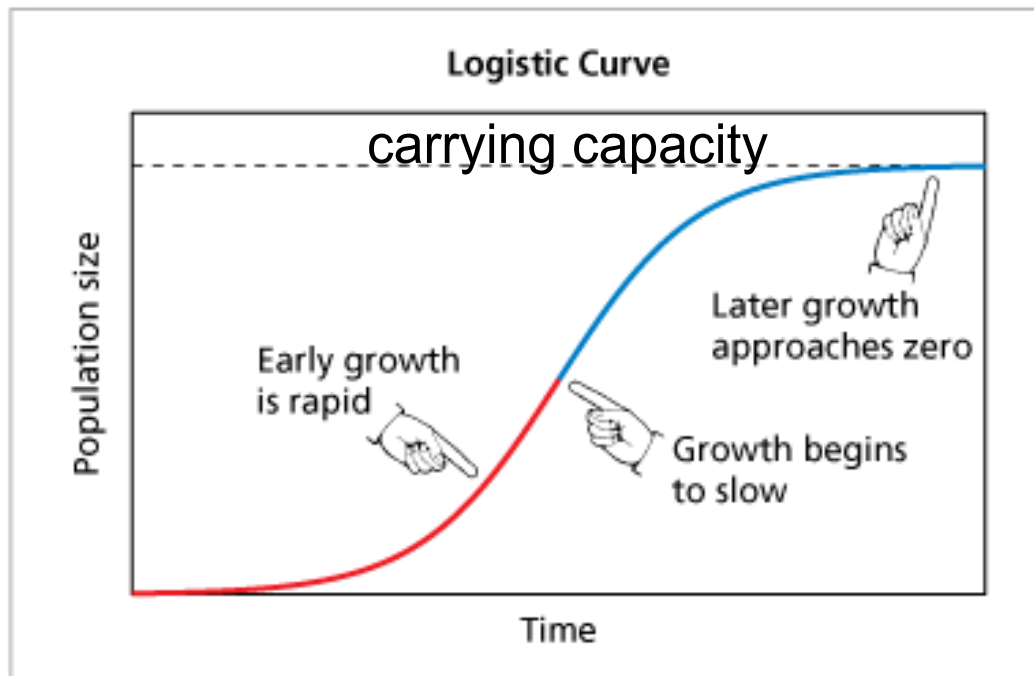 Logistic Curve
carrying capacity
Population size
Early growth
is rapid
Later growth
approaches zero
Growth begins
to slow
Time